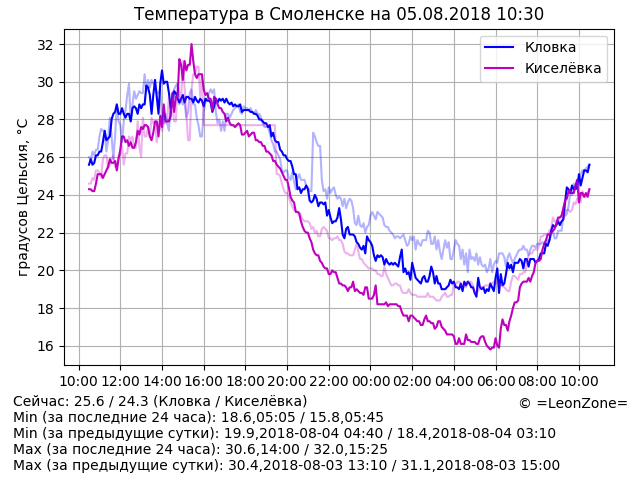 Температура в Смоленске на 05.08.2018 10:30
градусов Цельсия, °C
32
30
28
26
24
22
20
18
16
Кловка
Киселёвка
10:00 12:00 14:00 16:00 18:00 20:00 22:00 00:00 02:00 04:00 06:00 08:00 10:00
Сейчас: 25.6 / 24.3 (Кловка / Киселёвка)
© =LeonZone=
Min (за последние 24 часа): 18.6,05:05 / 15.8,05:45
Min (за предыдущие сутки): 19.9,2018-08-04 04:40 / 18.4,2018-08-04 03:10
Max (за последние 24 часа): 30.6,14:00 / 32.0,15:25
Max (за предыдущие сутки): 30.4,2018-08-03 13:10 / 31.1,2018-08-03 15:00